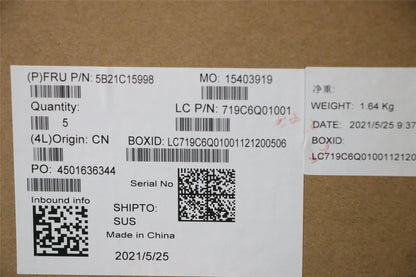 (P)FRU P/N: 5B21C15998
MO: 15403919
Quantity:
5
LC P/N: 719C6Q01001
(4L)Origin: CN
BOXID: LC719C6Q01001121200506
PO: 4501636344
Serial No
Inbound info
SHIPTO:
SUS
Made in China
2021/5/25
净重:
WEIGHT: 1.64 Kg
DATE: 2021/5/25 9:37
BOXID:
LC719C6Q0100112120